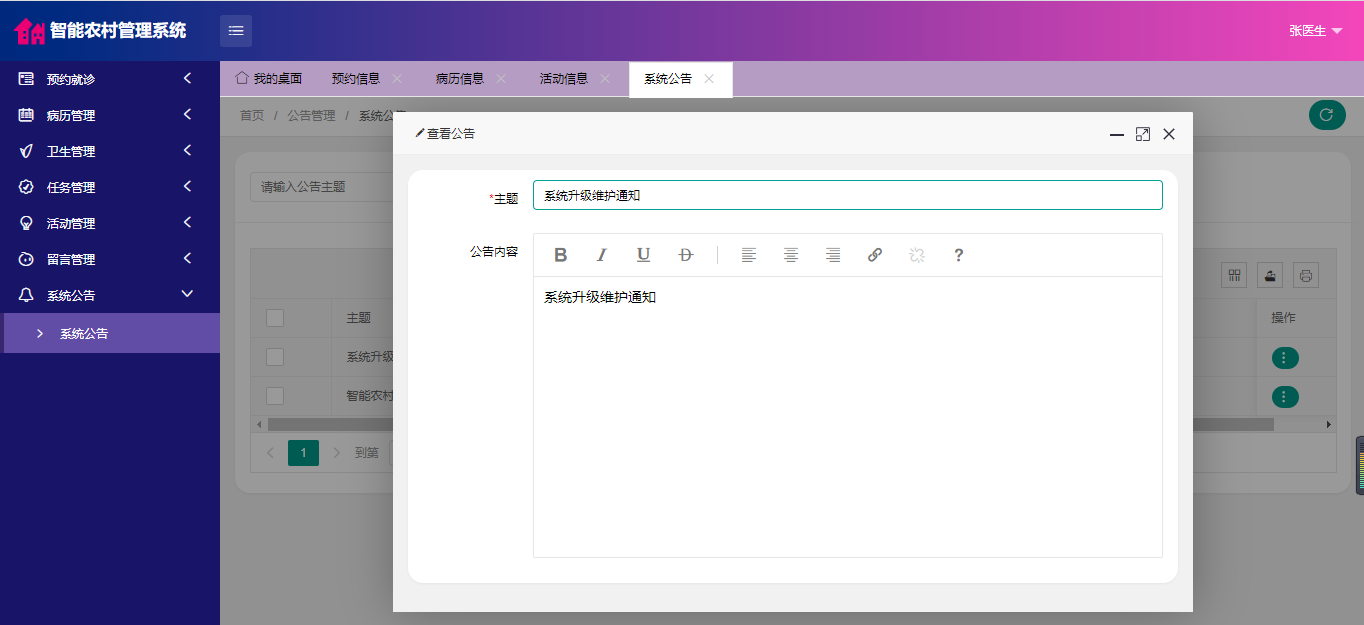 智能农村管理系统
张医生
预约就诊
病历管理
卫生管理
任务管理
活动管理
留言管理
系统公告
系统公告
我的桌面
预约信息
病历信息
活动信息
系统公告
首页 / 公告管理 / 系统公告
请输入公告主题
主题
操作
系统升级
智能农村
1
到第
查看公告
*主题
系统升级维护通知
公告内容
B I U D ?
系统升级维护通知